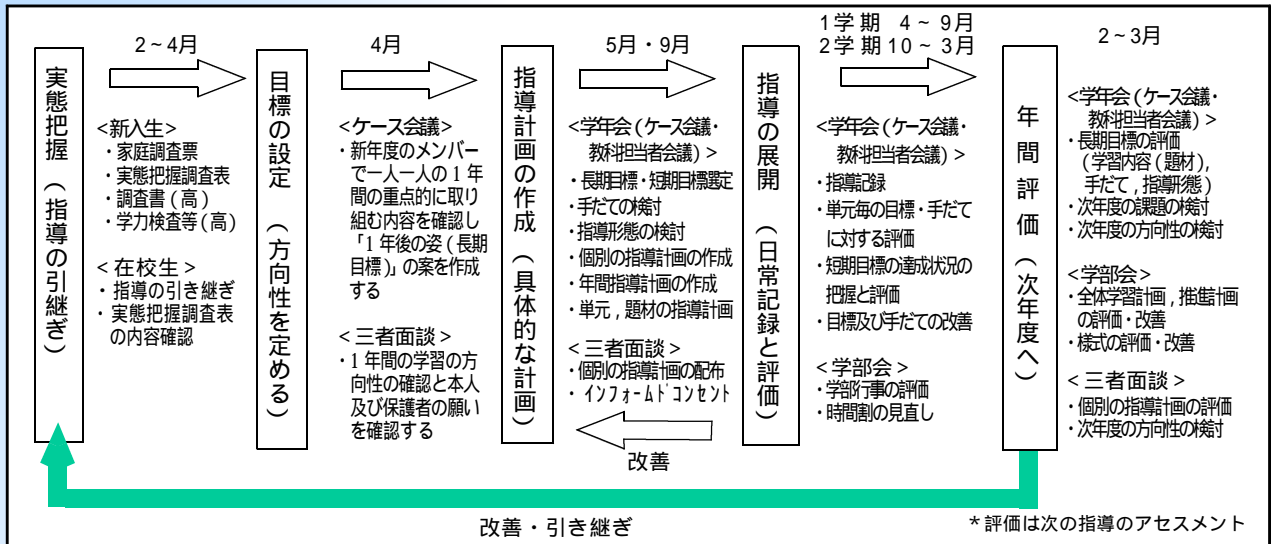 実態把握（指導の引継ぎ）
2～4月
<新入生>
・家庭調査票
・実態把握調査表
・調査書(高)
・学力検査等(高)
<在校生>
・指導の引き継ぎ
・実態把握調査表
の内容確認
目標の設定（方向性を定める）
4月
<ケース会議>
・新年度のメンバー
で一人一人の1年
間の重点的に取り
組む内容を確認し
「1年後の姿(長期
目標)」の案を作成
する
<三者面談>
・1年間の学習の方
向性の確認と本人
及び保護者の願い
を確認する
指導計画の作成（具体的な計画）
5月・9月
<学年会(ケース会議・
教科担当者会議)>
・長期目標・短期目標選定
・手だての検討
・指導形態の検討
・個別の指導計画の作成
・年間指導計画の作成
・単元,題材の指導計画
<三者面談>
・個別の指導計画の配布
・インフォームドコンセント
改善
指導の展開（日常記録と評価）
1学期 4～9月
2学期 10～3月
<学年会(ケース会議・
教科担当者会議)>
・指導記録
・単元毎の目標・手だて
に対する評価
・短期目標の達成状況の
把握と評価
・目標及び手だての改善
<学部会>
・学部行事の評価
・時間割の見直し
年間評価（次年度へ）
2～3月
<学年会(ケース会議・
教科担当者会議)>
・長期目標の評価
(学習内容(題材),
手だて,指導形態)
・次年度の課題の検討
・次年度の方向性の検討
<学部会>
・全体学習計画,推進計画
の評価・改善
・様式の評価・改善
<三者面談>
・個別の指導計画の評価
・次年度の方向性の検討
改善・引き継ぎ
*評価は次の指導のアセスメント